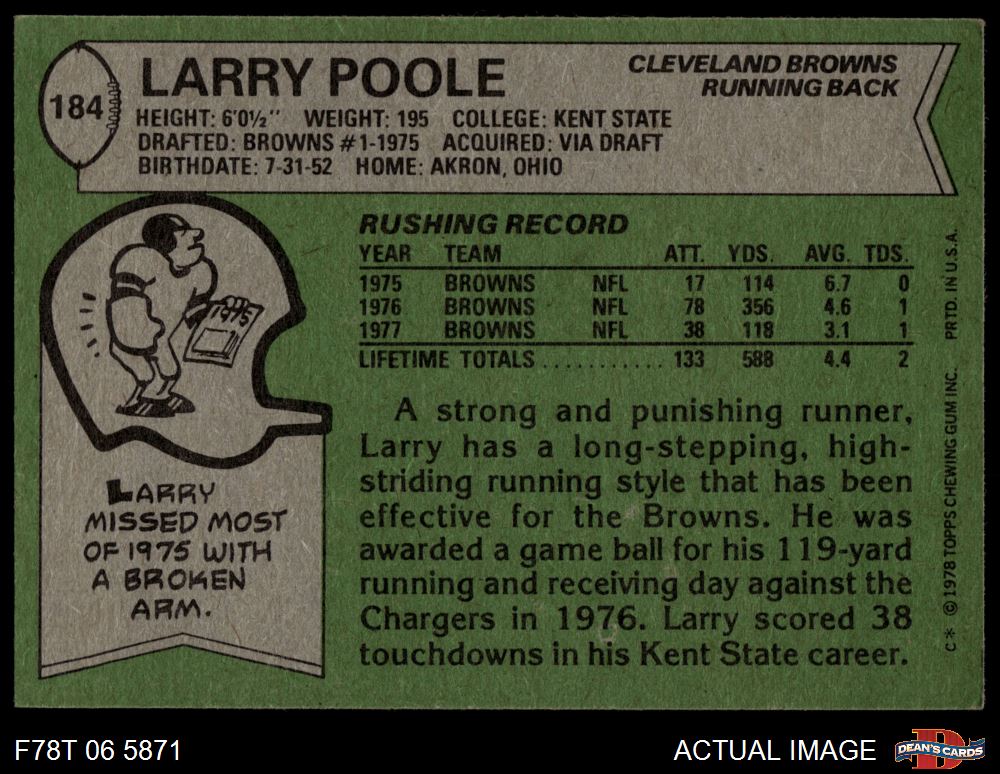 184
LARRY POOLE
CLEVELAND BROWNS
RUNNING BACK
HEIGHT: 6'0½" WEIGHT: 195 COLLEGE: KENT STATE
DRAFTED: BROWNS #1-1975 ACQUIRED: VIA DRAFT
BIRTHDATE: 7-31-52 HOME: AKRON, OHIO
1975
LARRY
MISSED MOST
OF 1975 WITH
A BROKEN
ARM.
RUSHING RECORD
YEAR TEAM ATT. YDS. AVG. TDS.
1975 BROWNS NFL 17 114 6.7 0
1976 BROWNS NFL 78 356 4.6 1
1977 BROWNS NFL 38 118 3.1 1
LIFETIME TOTALS .......... 133 588 4.4 2
A strong and punishing runner,
Larry has a long-stepping, high-
striding running style that has been
effective for the Browns. He was
awarded a game ball for his 119-yard
running and receiving day against the
Chargers in 1976. Larry scored 38
touchdowns in his Kent State career.
C* © 1978 TOPPS CHEWING GUM INC. PRTD. IN U.S.A.
F78T 06 5871
ACTUAL IMAGE
D
DEAN'S CARDS